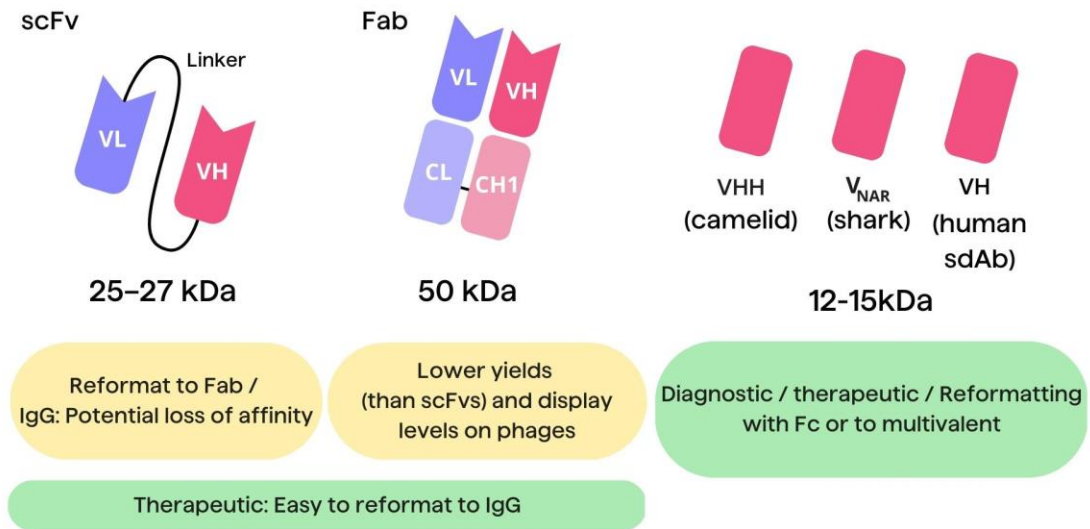 scFv
Linker
VL
VH
25–27 kDa
Reformat to Fab /
IgG: Potential loss of affinity
Fab
VL
VH
CL
CH1
50 kDa
Lower yields
(than scFvs) and display
levels on phages
Therapeutic: Easy to reformat to IgG
VHH
(camelid)
VNAR
(shark)
VH
(human
sdAb)
12-15kDa
Diagnostic / therapeutic / Reformatting
with Fc or to multivalent